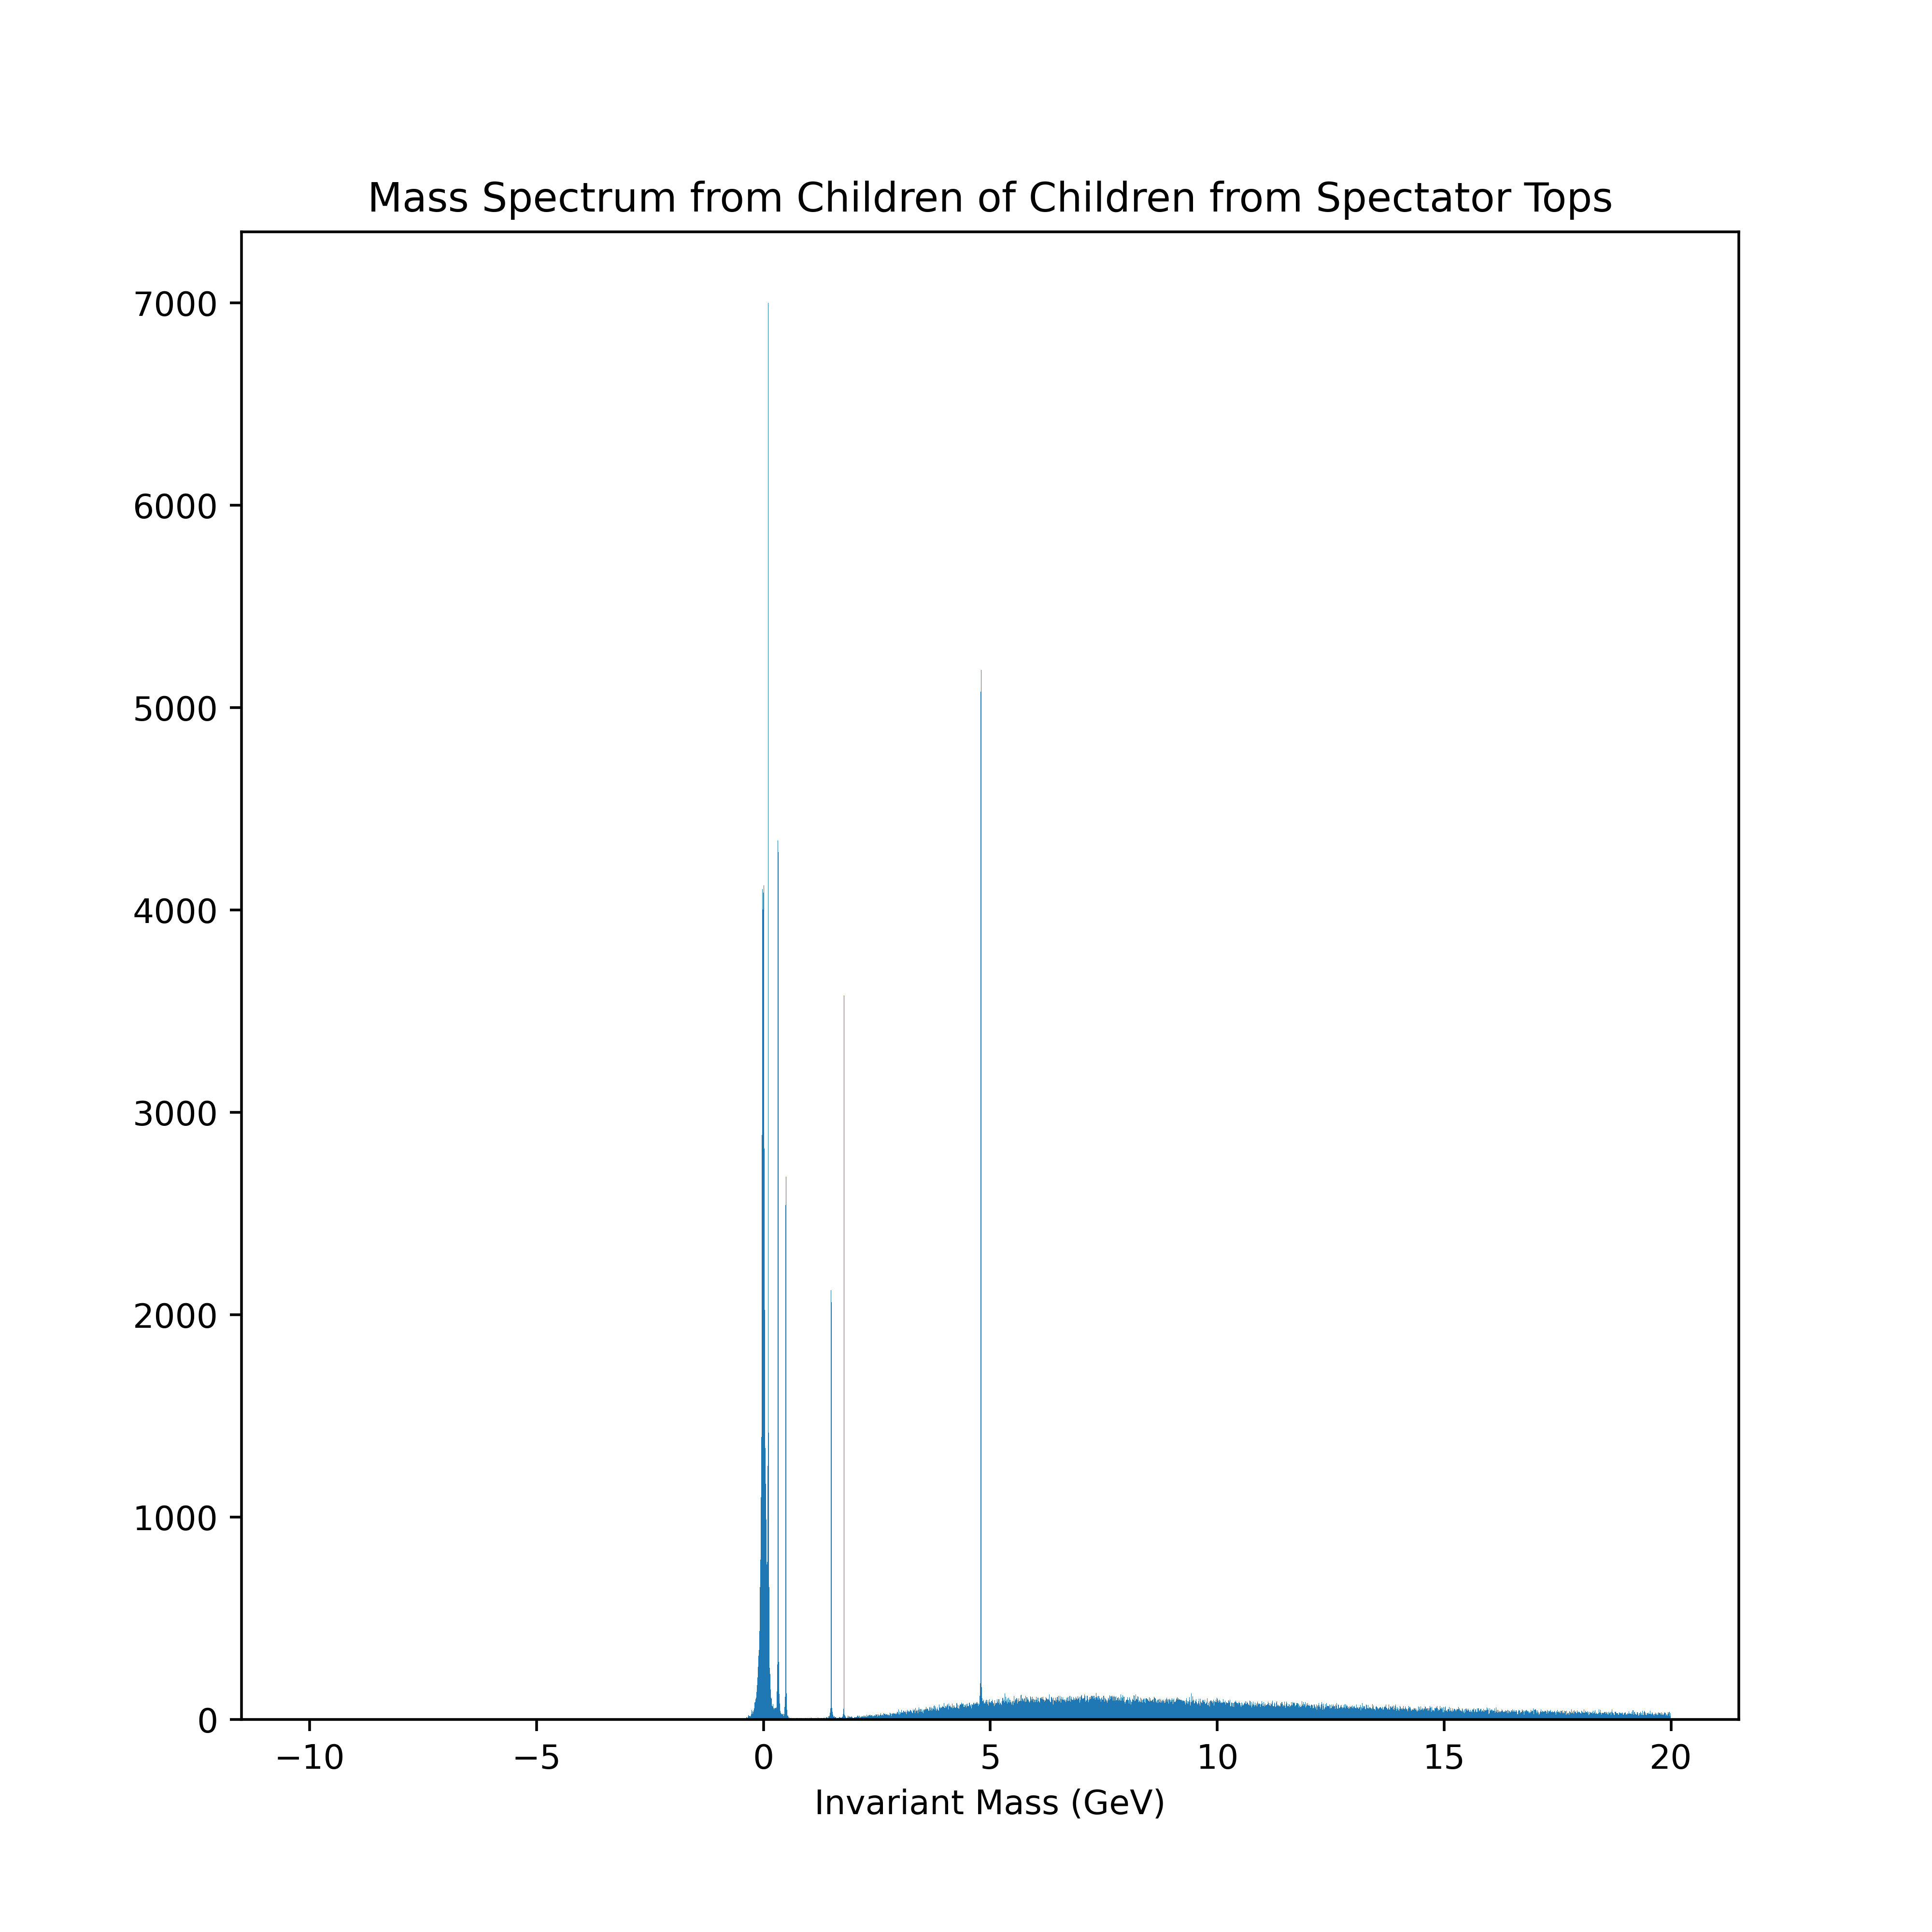 Mass Spectrum from Children of Children from Spectator Tops
7000
6000
5000
4000
3000
2000
1000
0
−10 −5 0 5 10 15 20
Invariant Mass (GeV)